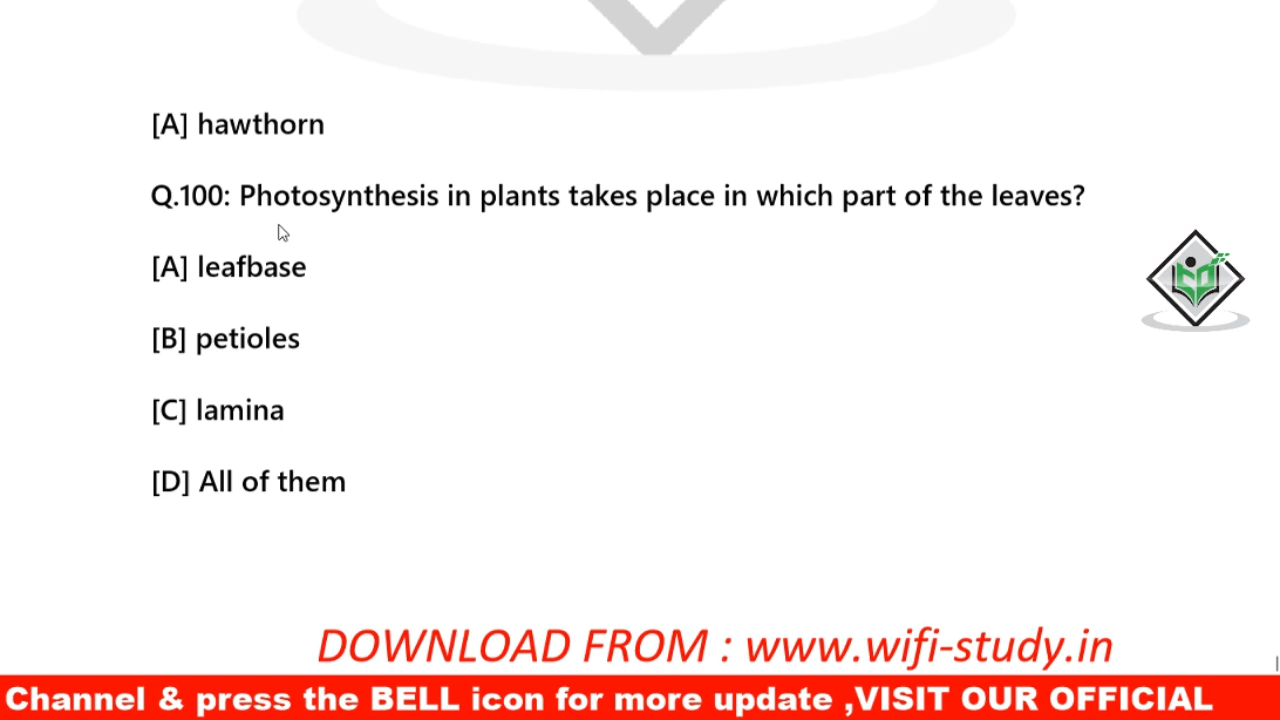 [A] hawthorn
Q.100: Photosynthesis in plants takes place in which part of the leaves?
[A] leafbase
[B] petioles
[C] lamina
[D] All of them
DOWNLOAD FROM : www.wifi-study.in
Channel & press the BELL icon for more update ,VISIT OUR OFFICIAL